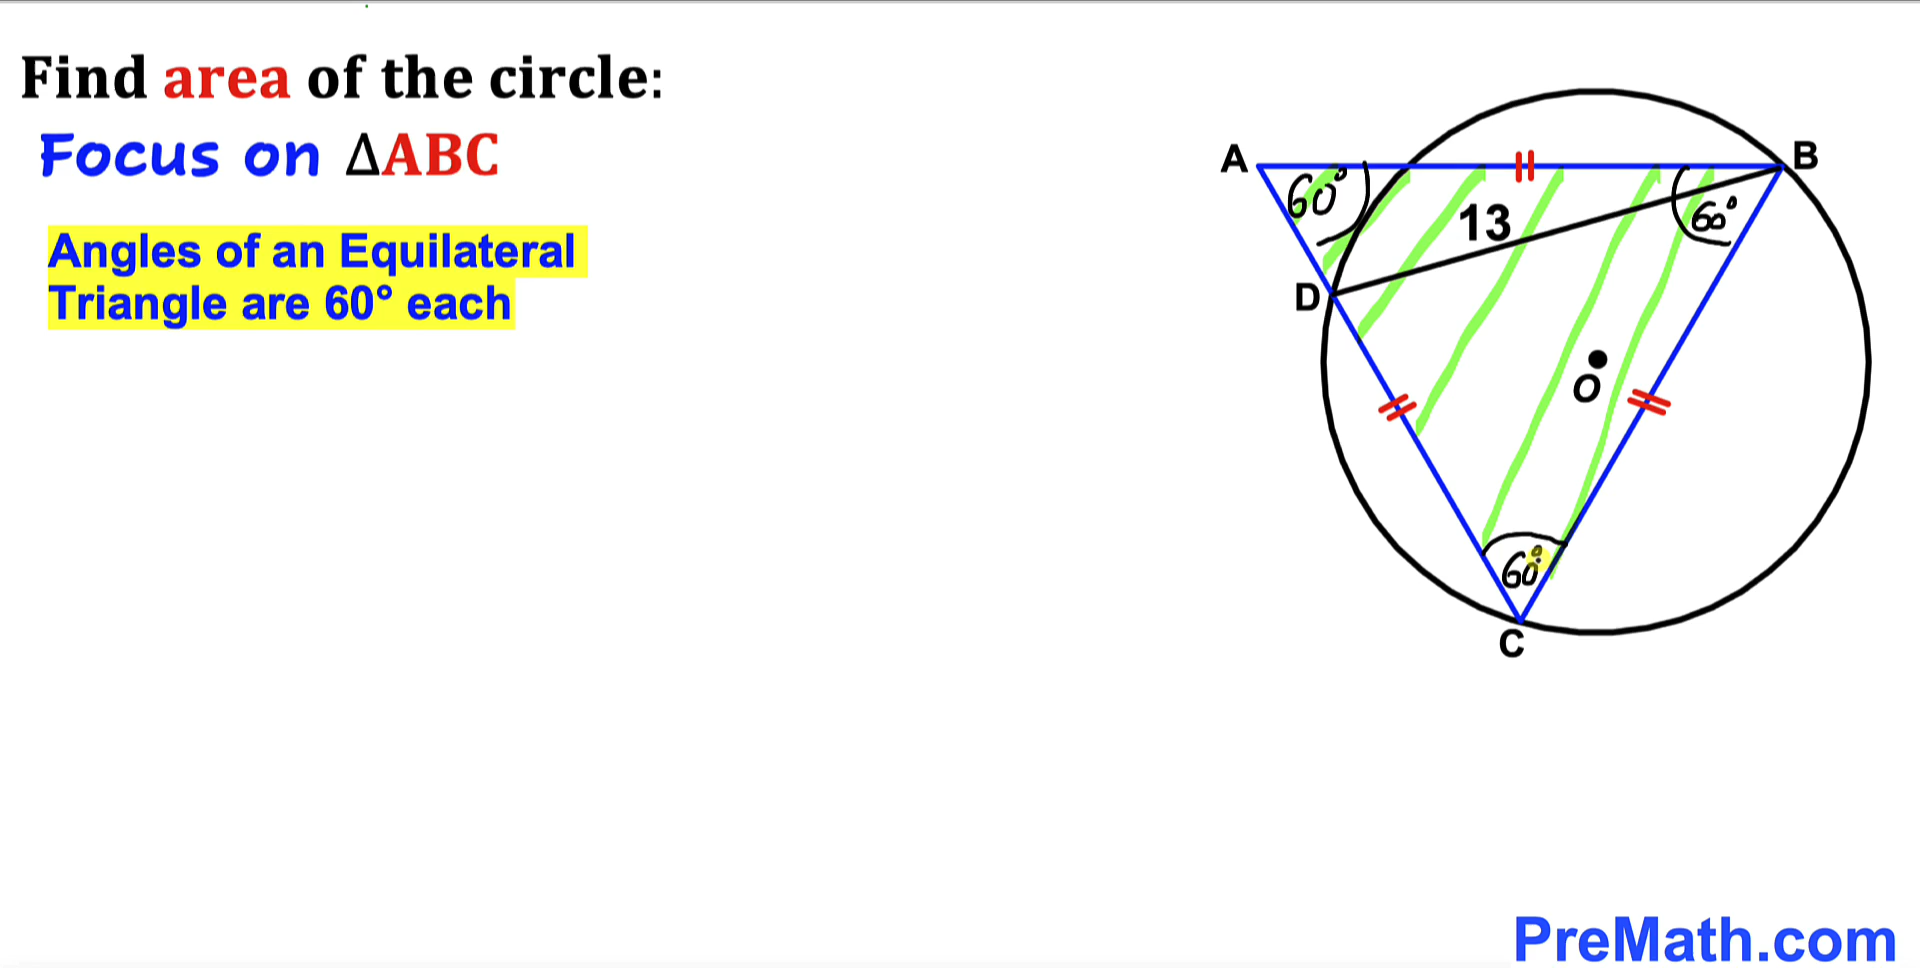 Find area of the circle:
Focus on ΔABC
Angles of an Equilateral
Triangle are 60° each
A
B
60°
13
60°
D
O
60°
C
PreMath.com